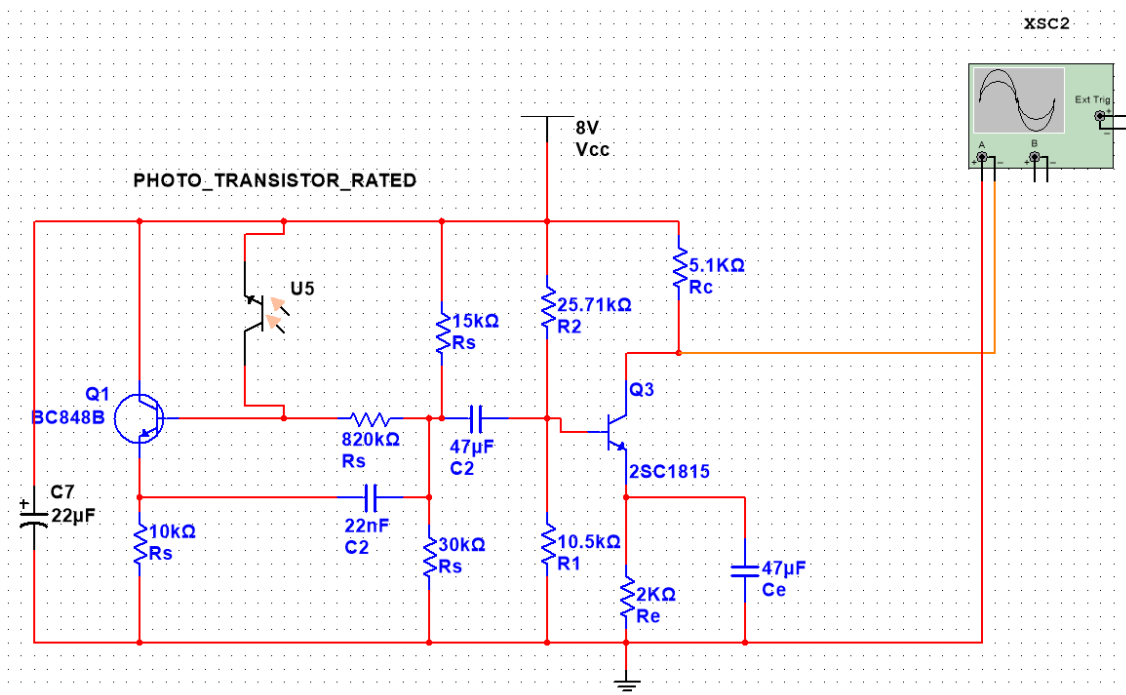 XSC2
Ext Trig
+
−
A
B
+
−
+
−
8V
Vcc
PHOTO_TRANSISTOR_RATED
U5
5.1KΩ
Rc
25.71kΩ
R2
15kΩ
Rs
Q1
BC848B
Q3
820kΩ
Rs
47µF
C2
2SC1815
C7
+
22µF
22nF
C2
10kΩ
Rs
30kΩ
Rs
10.5kΩ
R1
47µF
Ce
2KΩ
Re